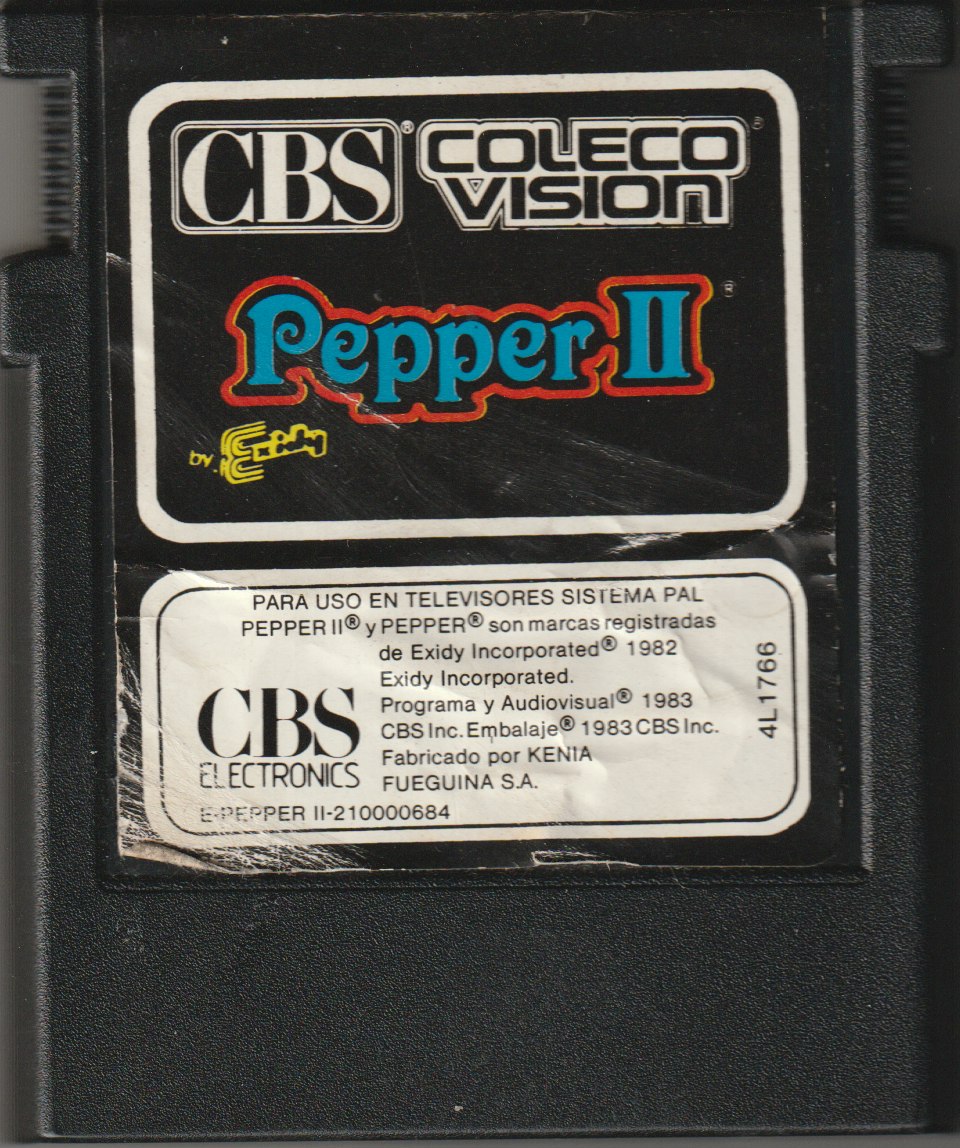 CBS® COLECO
VISION®
Pepper II®
by Exidy
PARA USO EN TELEVISORES SISTEMA PAL
PEPPER II® y PEPPER® son marcas registradas
de Exidy Incorporated® 1982
Exidy Incorporated.
Programa y Audiovisual® 1983
CBS Inc. Embalaje® 1983 CBS Inc.
Fabricado por KENIA
FUEGUINA S.A.
CBS
ELECTRONICS
E-PEPPER II-210000684
4L1766